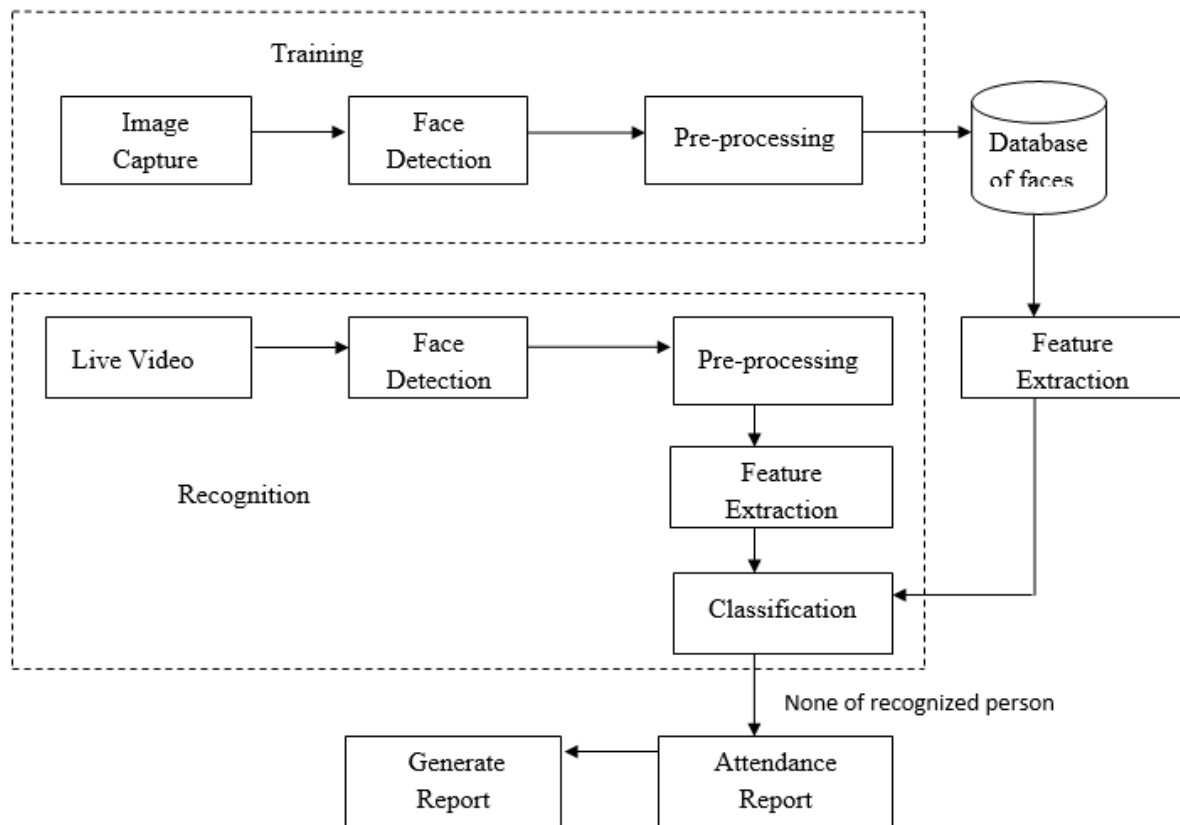 Training
Image
Capture
Face
Detection
Pre-processing
Database
of faces
Live Video
Face
Detection
Pre-processing
Feature
Extraction
Feature
Extraction
Recognition
Classification
None of recognized person
Generate
Report
Attendance
Report